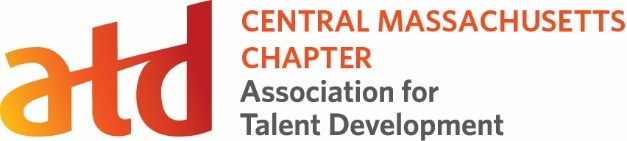 atd
CENTRAL MASSACHUSETTS
CHAPTER
Association for
Talent Development